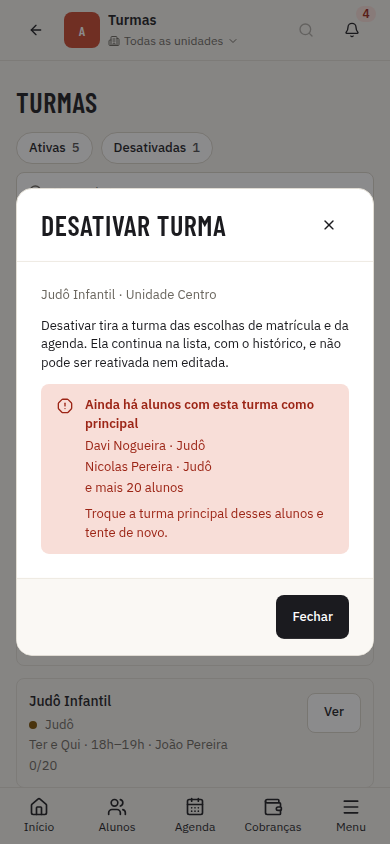 A
Turmas
Todas as unidades
4
TURMAS
Ativas 5
Desativadas 1
DESATIVAR TURMA
Judô Infantil · Unidade Centro
Desativar tira a turma das escolhas de matrícula e da
agenda. Ela continua na lista, com o histórico, e não
pode ser reativada nem editada.
Ainda há alunos com esta turma como
principal
Davi Nogueira · Judô
Nicolas Pereira · Judô
e mais 20 alunos
Troque a turma principal desses alunos e
tente de novo.
Fechar
Judô Infantil
Ver
Judô
Ter e Qui · 18h–19h · João Pereira
0/20
Início
Alunos
Agenda
Cobranças
Menu